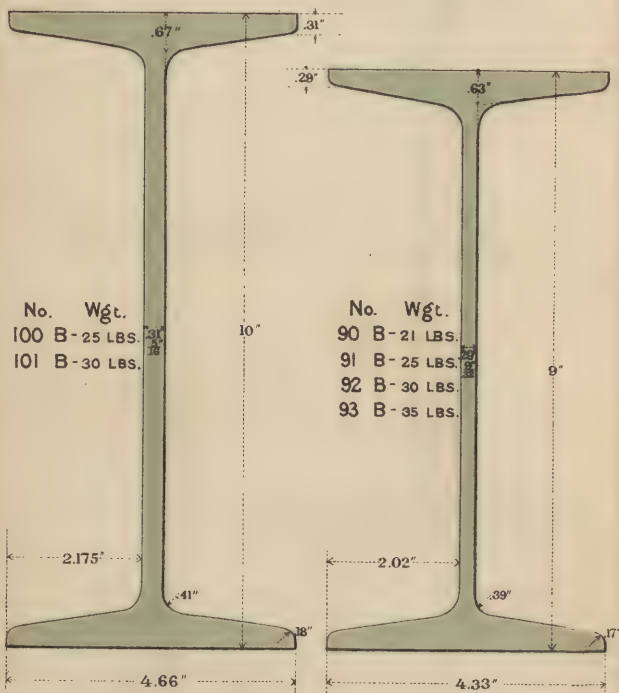 .67"
.31"
No. Wgt.
100 B - 25 LBS.
101 B - 30 LBS.
.31"
10"
2.175"
.41"
.18"
4.66"
.29"
.63"
No. Wgt.
90 B - 21 LBS.
91 B - 25 LBS.
92 B - 30 LBS.
93 B - 35 LBS.
9"
2.02"
.39"
.17"
4.33"